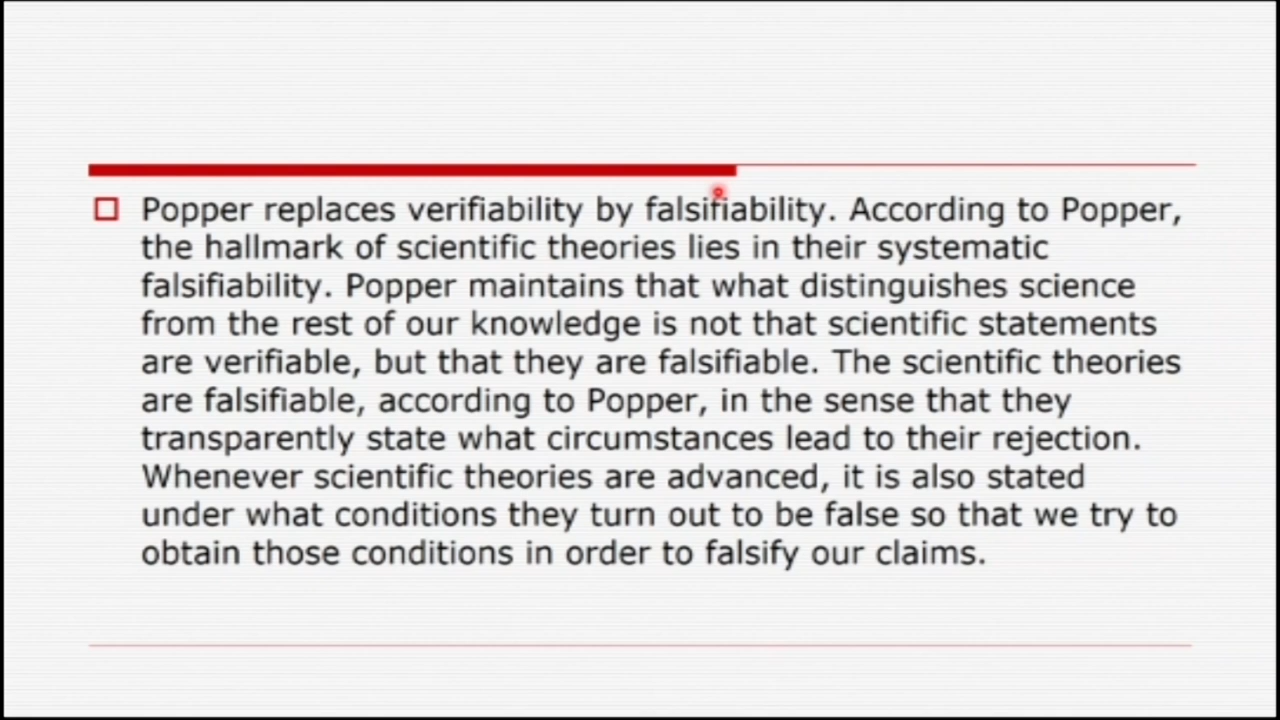 Popper replaces verifiability by falsifiability. According to Popper,
the hallmark of scientific theories lies in their systematic
falsifiability. Popper maintains that what distinguishes science
from the rest of our knowledge is not that scientific statements
are verifiable, but that they are falsifiable. The scientific theories
are falsifiable, according to Popper, in the sense that they
transparently state what circumstances lead to their rejection.
Whenever scientific theories are advanced, it is also stated
under what conditions they turn out to be false so that we try to
obtain those conditions in order to falsify our claims.